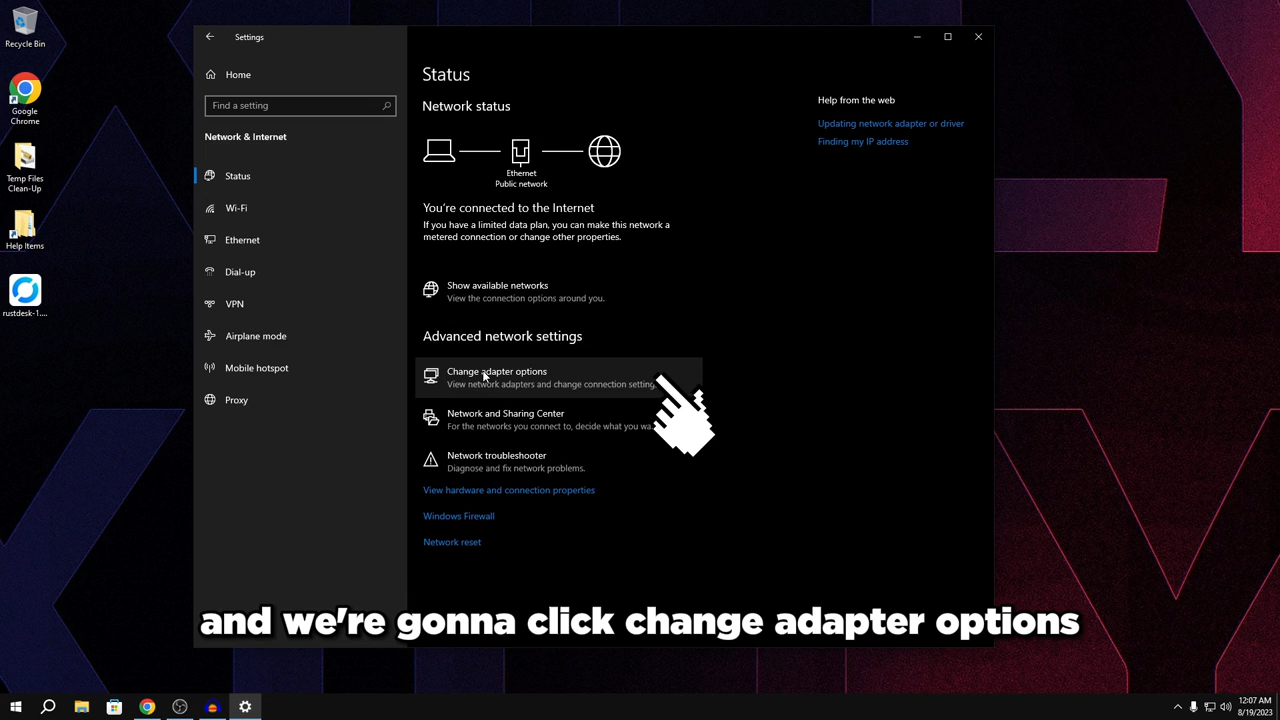 Recycle Bin
Google
Chrome
Temp Files
Clean-Up
Help Items
rustdesk-1....
Settings
Home
Find a setting
Network & Internet
Status
Wi-Fi
Ethernet
Dial-up
VPN
Airplane mode
Mobile hotspot
Proxy
Status
Network status
Ethernet
Public network
You're connected to the Internet
If you have a limited data plan, you can make this network a
metered connection or change other properties.
Show available networks
View the connection options around you.
Advanced network settings
Change adapter options
View network adapters and change connection setting
Network and Sharing Center
For the networks you connect to, decide what you wa...
Network troubleshooter
Diagnose and fix network problems.
View hardware and connection properties
Windows Firewall
Network reset
Help from the web
Updating network adapter or driver
Finding my IP address
and we're gonna click change adapter options
12:07 AM
8/19/2023